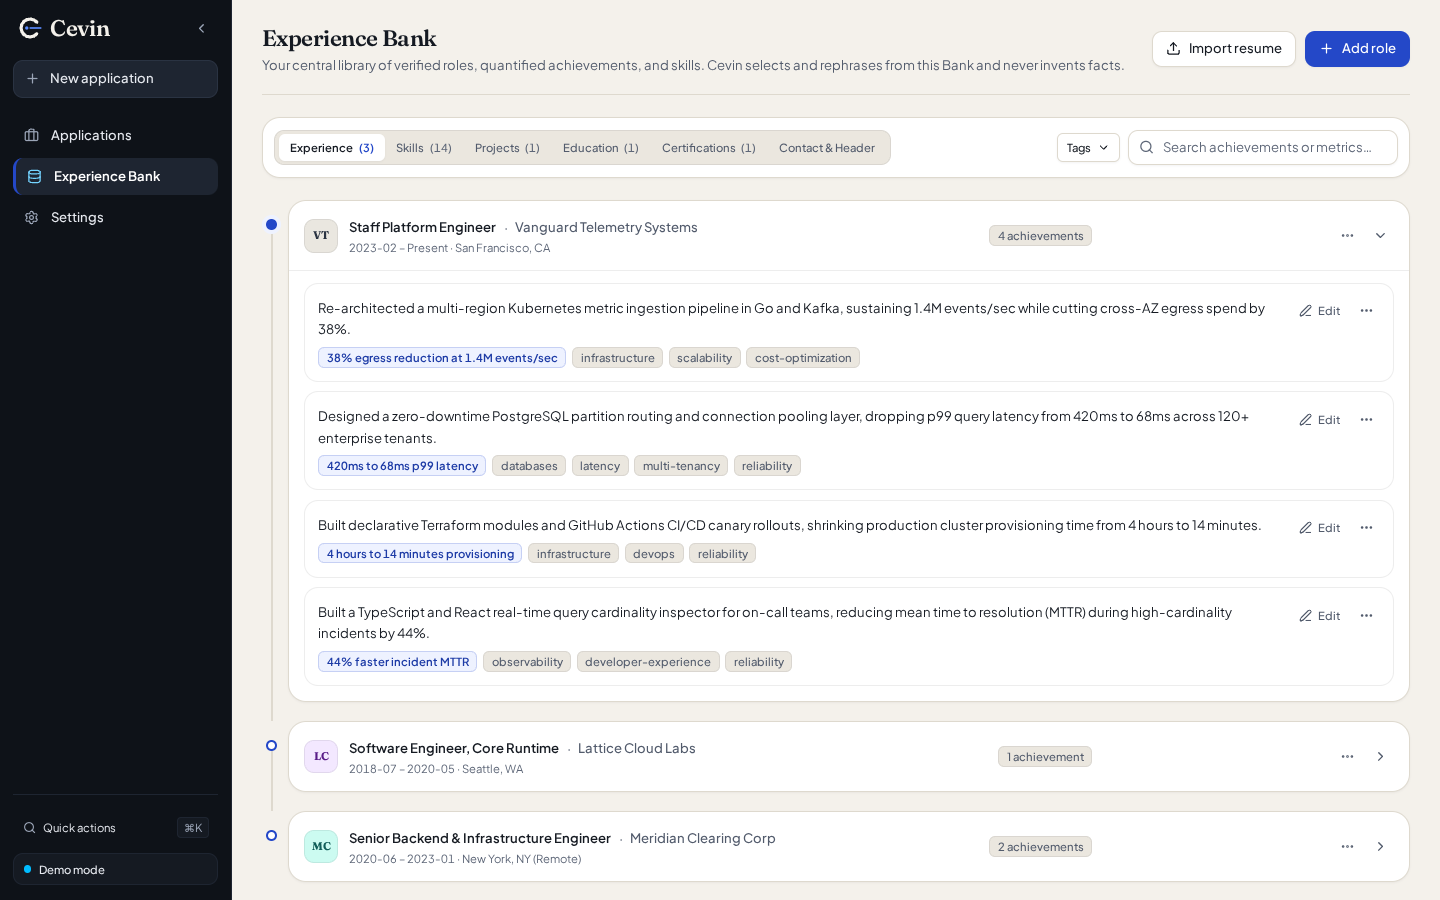 Cevin
New application
Applications
Experience Bank
Settings
Quick actions ⌘K
Demo mode
Experience Bank
Your central library of verified roles, quantified achievements, and skills. Cevin selects and rephrases from this Bank and never invents facts.
Import resume
Add role
Experience (3) Skills (14) Projects (1) Education (1) Certifications (1) Contact & Header
Tags
Search achievements or metrics...
VT
Staff Platform Engineer · Vanguard Telemetry Systems
2023-02 – Present · San Francisco, CA
4 achievements
Re-architected a multi-region Kubernetes metric ingestion pipeline in Go and Kafka, sustaining 1.4M events/sec while cutting cross-AZ egress spend by
38%.
Edit
38% egress reduction at 1.4M events/sec infrastructure scalability cost-optimization
Designed a zero-downtime PostgreSQL partition routing and connection pooling layer, dropping p99 query latency from 420ms to 68ms across 120+
enterprise tenants.
Edit
420ms to 68ms p99 latency databases latency multi-tenancy reliability
Built declarative Terraform modules and GitHub Actions CI/CD canary rollouts, shrinking production cluster provisioning time from 4 hours to 14 minutes.
Edit
4 hours to 14 minutes provisioning infrastructure devops reliability
Built a TypeScript and React real-time query cardinality inspector for on-call teams, reducing mean time to resolution (MTTR) during high-cardinality
incidents by 44%.
Edit
44% faster incident MTTR observability developer-experience reliability
LC
Software Engineer, Core Runtime · Lattice Cloud Labs
2018-07 – 2020-05 · Seattle, WA
1 achievement
MC
Senior Backend & Infrastructure Engineer · Meridian Clearing Corp
2020-06 – 2023-01 · New York, NY (Remote)
2 achievements